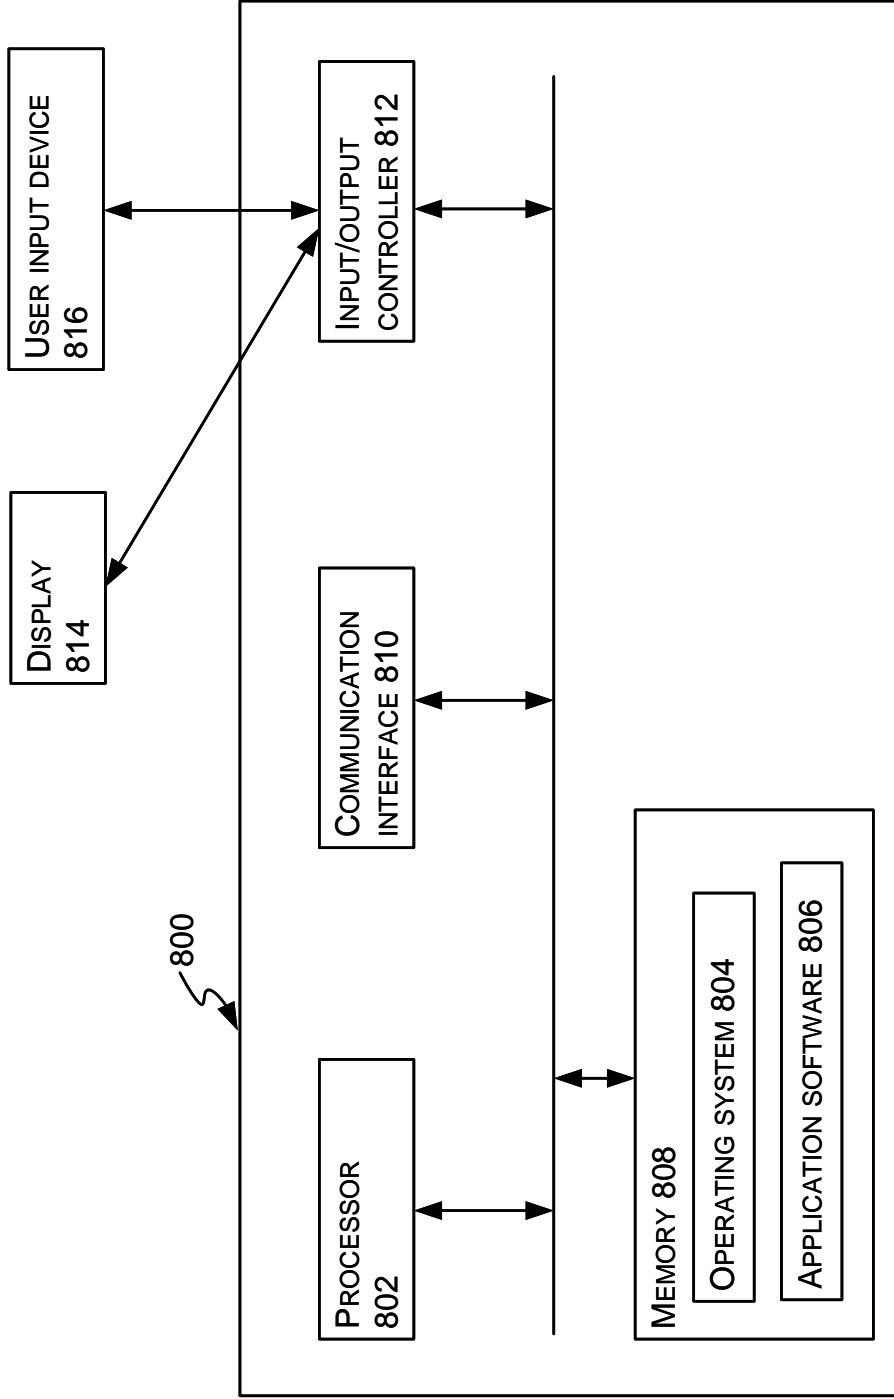 DISPLAY
814
USER INPUT DEVICE
816
800
PROCESSOR
802
COMMUNICATION
INTERFACE 810
INPUT/OUTPUT
CONTROLLER 812
MEMORY 808
OPERATING SYSTEM 804
APPLICATION SOFTWARE 806